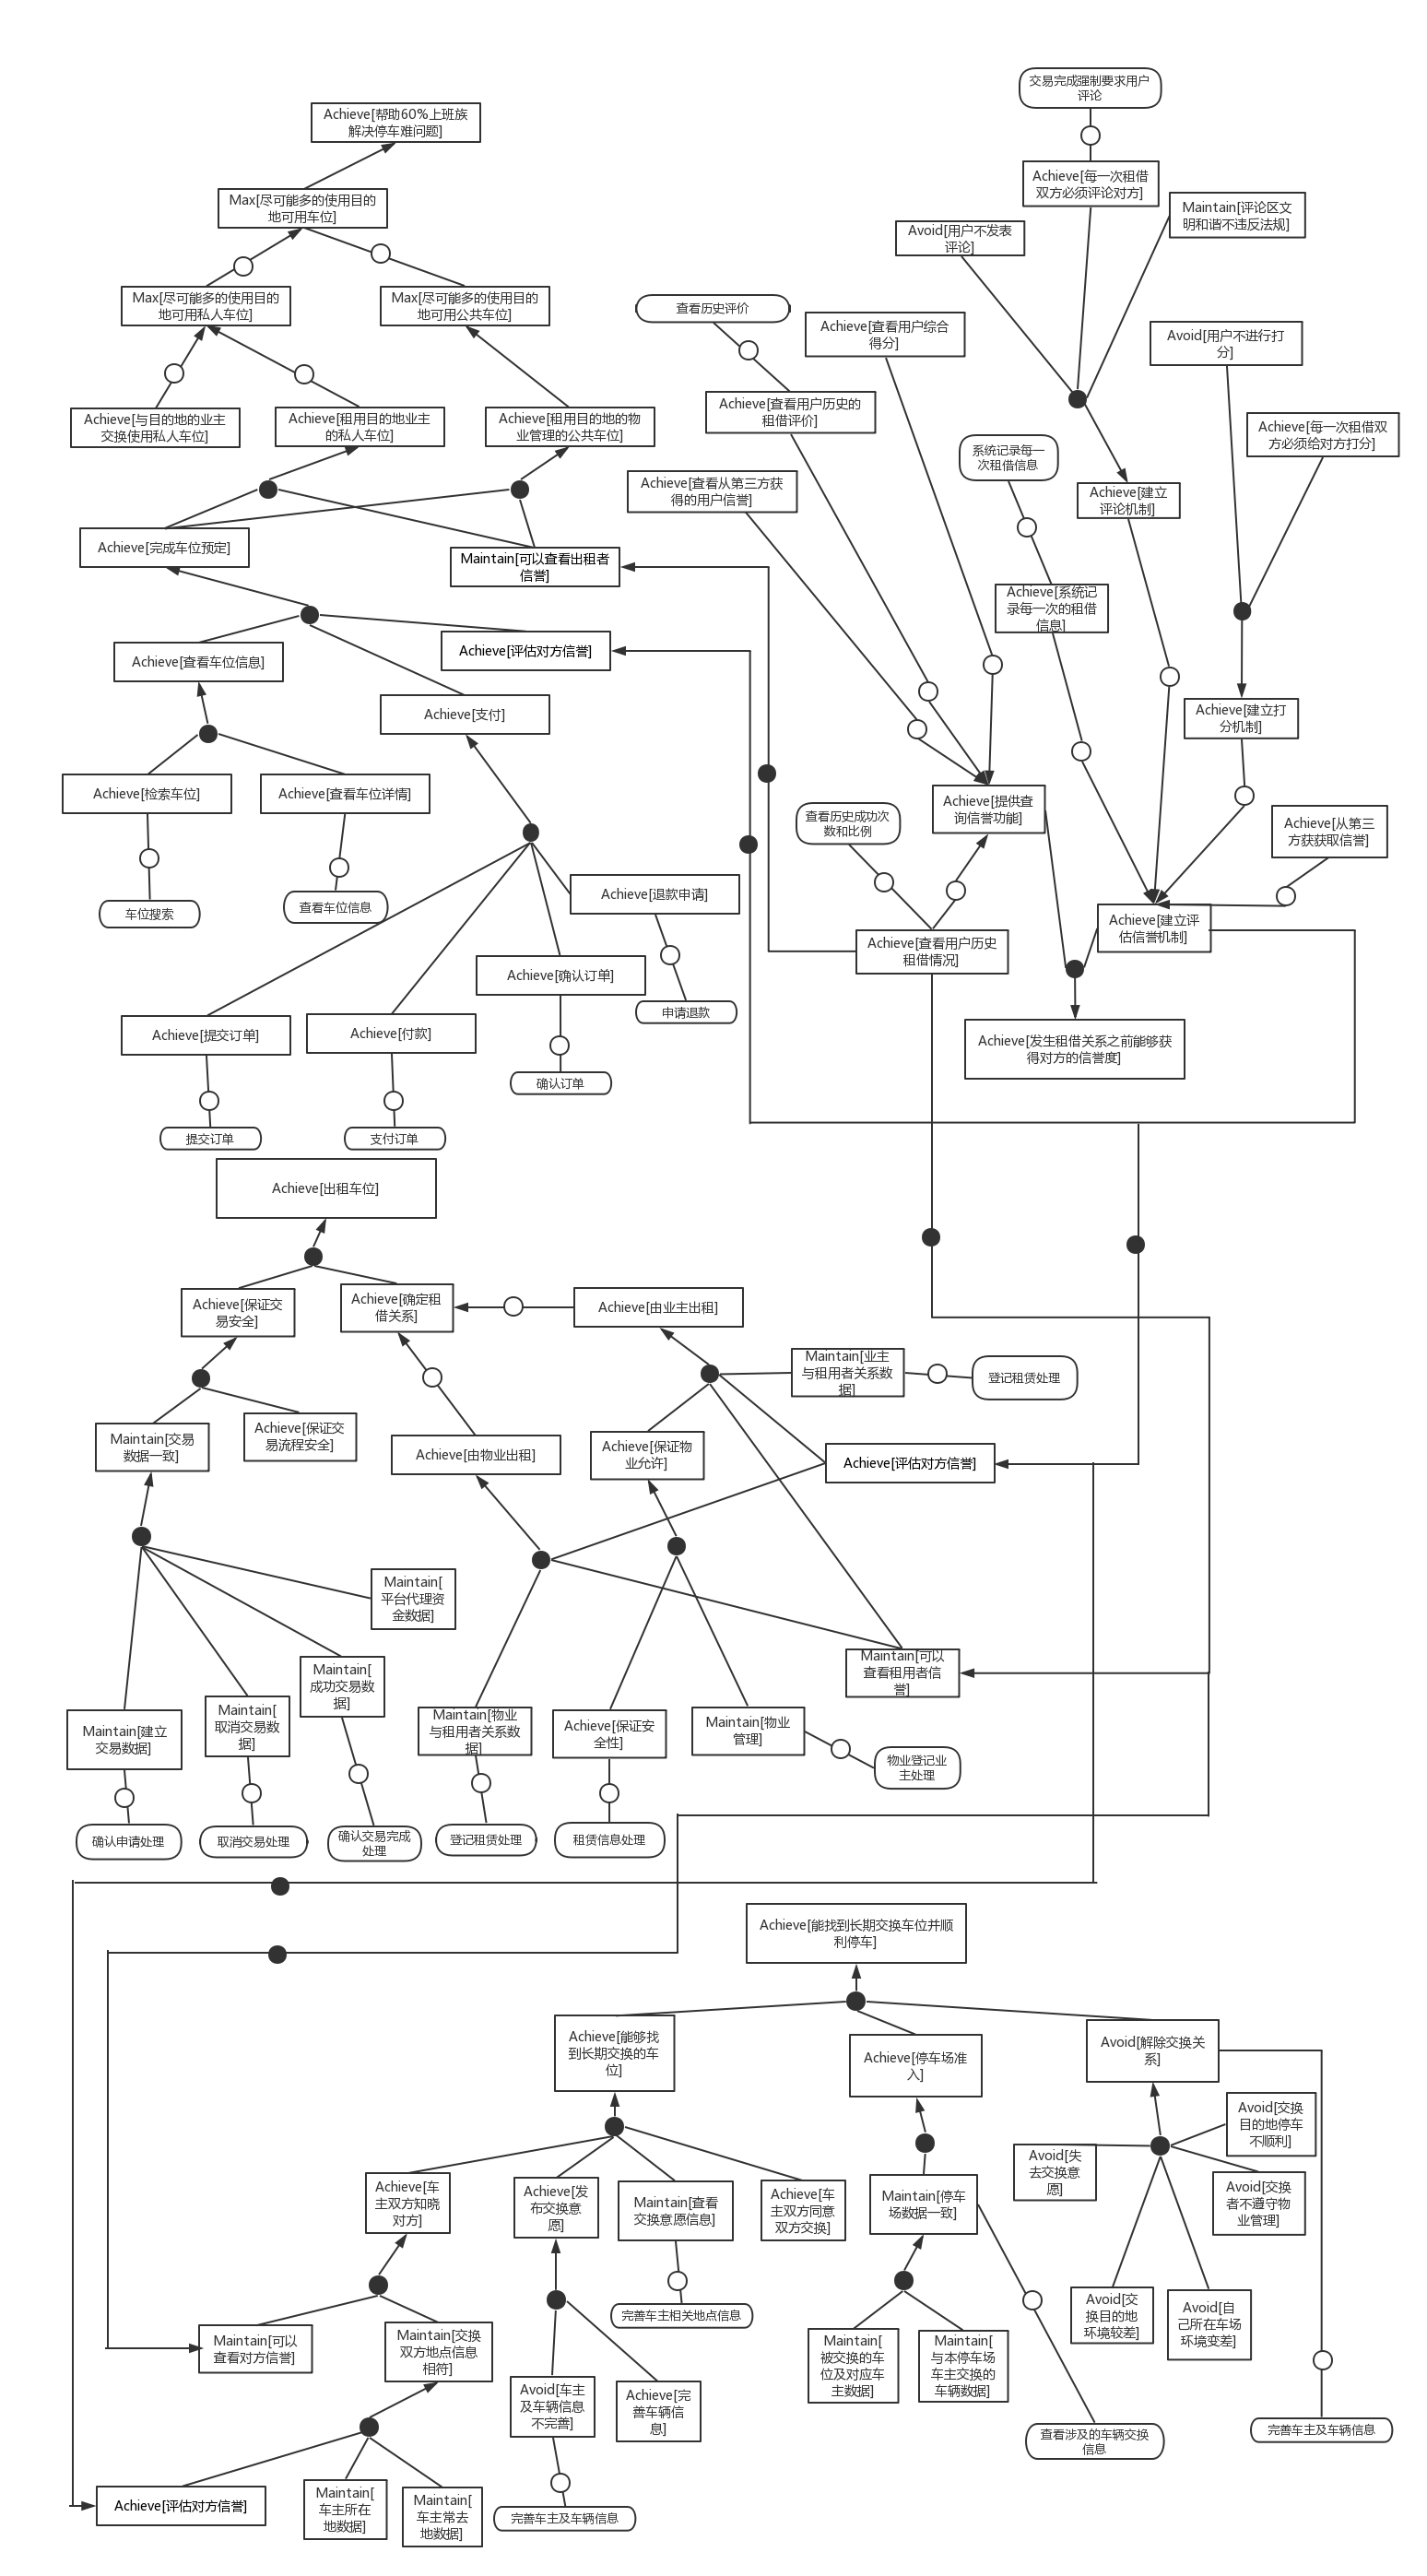 交易完成强制要求用户
评论
Achieve[帮助60%上班族
解决停车难问题]
Achieve[每一次租借
双方必须评论对方]
Max[尽可能多的使用目的
地可用车位]
Maintain[评论区文
明和谐不违反法规]
Avoid[用户不发表
评论]
Max[尽可能多的使用目的
地可用私人车位]
Max[尽可能多的使用目的
地可用公共车位]
查看历史评价
Achieve[查看用户综合
得分]
Avoid[用户不进行打
分]
Achieve[与目的地的业主
交换使用私人车位]
Achieve[租用目的地业主
的私人车位]
Achieve[租用目的地的物
业管理的公共车位]
Achieve[查看用户历史的
租借评价]
Achieve[每一次租借双
方必须给对方打分]
系统记录每一
次租借信息
Achieve[查看从第三方获
得的用户信誉]
Achieve[建立
评论机制]
Achieve[完成车位预定]
Maintain[可以查看出租者
信誉]
Achieve[系统记
录每一次的租借
信息]
Achieve[查看车位信息]
Achieve[评估对方信誉]
Achieve[支付]
Achieve[建立打
分机制]
Achieve[检索车位]
Achieve[查看车位详情]
Achieve[提供查
询信誉功能]
查看历史成功次
数和比例
Achieve[从第三
方获获取信誉]
车位搜索
查看车位信息
Achieve[退款申请]
Achieve[查看用户历史
租借情况]
Achieve[建立评
估信誉机制]
Achieve[确认订单]
申请退款
Achieve[提交订单]
Achieve[付款]
Achieve[发生租借关系之前能够获
得对方的信誉度]
确认订单
提交订单
支付订单
Achieve[出租车位]
Achieve[保证交
易安全]
Achieve[确定租
借关系]
Achieve[由业主出租]
Maintain[业主
与租用者关系数
据]
登记租赁处理
Maintain[交易
数据一致]
Achieve[保证交
易流程安全]
Achieve[由物业出租]
Achieve[保证物
业允许]
Achieve[评估对方信誉]
Maintain[
平台代理资
金数据]
Maintain[
成功交易数
据]
Maintain[可以
查看租用者信
誉]
Maintain[建立
交易数据]
Maintain[
取消交易数
据]
Maintain[物业
与租用者关系数
据]
Achieve[保证安
全性]
Maintain[物业
管理]
物业登记业
主处理
确认申请处理
取消交易处理
确认交易完成
处理
登记租赁处理
租赁信息处理
Achieve[能找到长期交换车位并顺
利停车]
Achieve[能够找
到长期交换的车
位]
Achieve[停车场准
入]
Avoid[解除交换关
系]
Avoid[交换
目的地停车
不顺利]
Avoid[失
去交换意
愿]
Achieve[车
主双方知晓
对方]
Achieve[发
布交换意
愿]
Maintain[查看
交换意愿信息]
Achieve[车
主双方同意
双方交换]
Maintain[停车
场数据一致]
Avoid[交换
者不遵守物
业管理]
完善车主相关地点信息
Avoid[交
换目的地
环境较差]
Avoid[自
己所在车场
环境变差]
Maintain[可以
查看对方信誉]
Maintain[交换
双方地点信息
相符]
Maintain[
被交换的车
位及对应车
主数据]
Maintain[
与本停车场
车主交换的
车辆数据]
Avoid[车主
及车辆信息
不完善]
Achieve[完
善车辆信
息]
查看涉及的车辆交换
信息
完善车主及车辆信息
Achieve[评估对方信誉]
Maintain[
车主所在
地数据]
Maintain[
车主常去
地数据]
完善车主及车辆信息